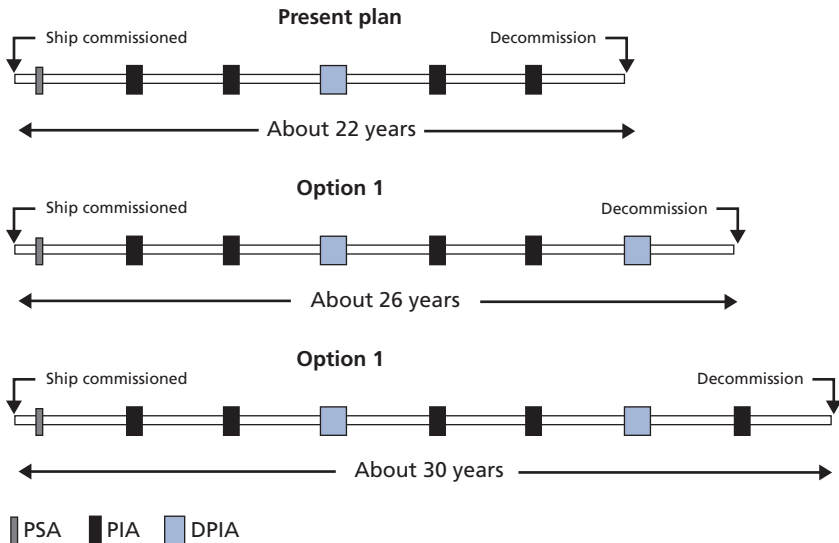 Present plan
Ship commissioned
Decommission
About 22 years
Option 1
Ship commissioned
Decommission
About 26 years
Option 1
Ship commissioned
Decommission
About 30 years
PSA PIA DPIA